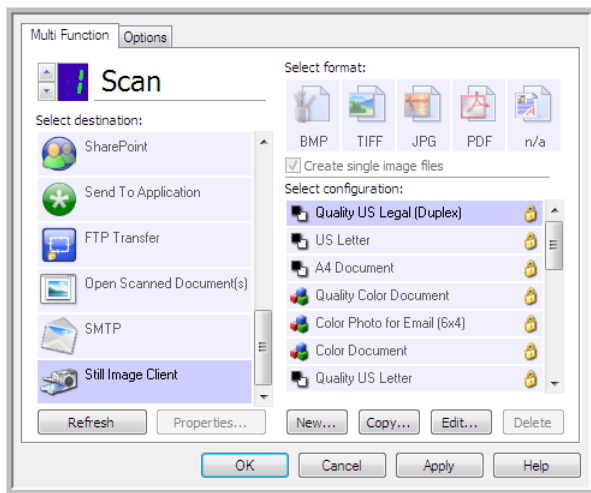 Multi Function
Options
1
Scan
Select destination:
SharePoint
Send To Application
FTP Transfer
Open Scanned Document(s)
SMTP
Still Image Client
Refresh
Properties...
Select format:
BMP TIFF JPG PDF n/a
Create single image files
Select configuration:
Quality US Legal (Duplex)
US Letter
A4 Document
Quality Color Document
Color Photo for Email (6x4)
Color Document
Quality US Letter
New... Copy... Edit... Delete
OK Cancel Apply Help